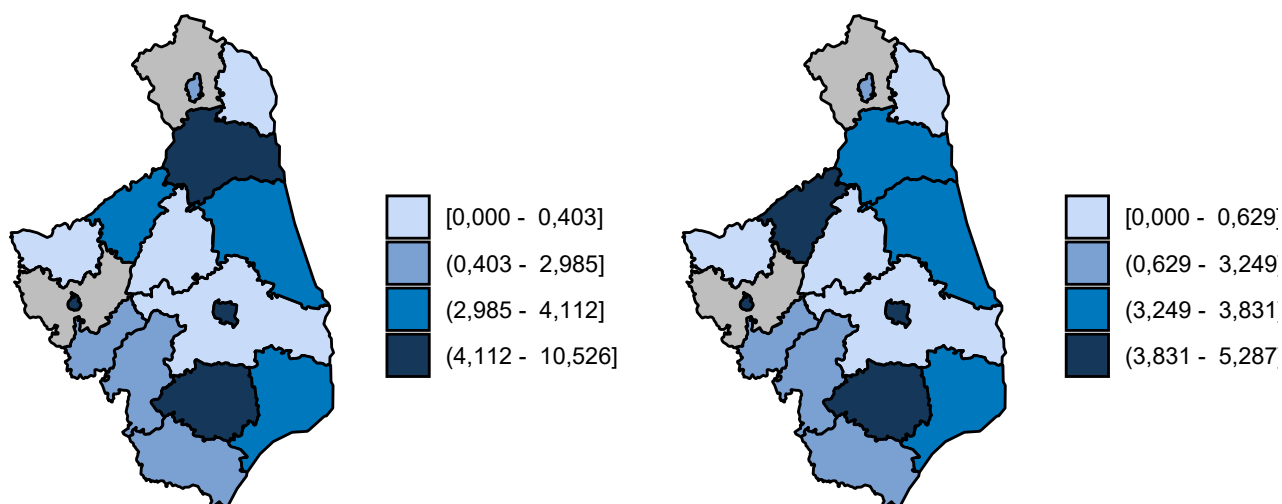 [0,000 - 0,403]
(0,403 - 2,985]
(2,985 - 4,112]
(4,112 - 10,526]
[0,000 - 0,629]
(0,629 - 3,249]
(3,249 - 3,831]
(3,831 - 5,287]